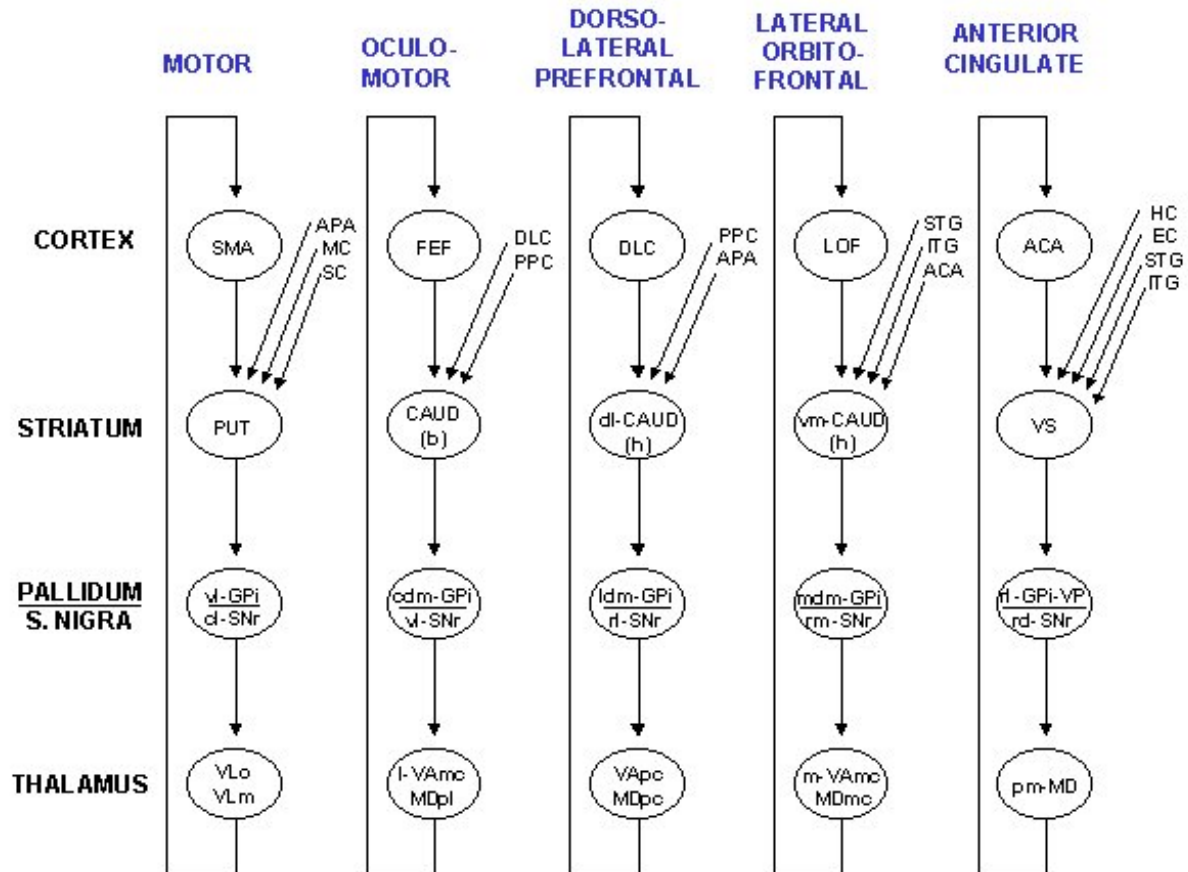 MOTOR
OCULO-
MOTOR
DORSO-
LATERAL
PREFRONTAL
LATERAL
ORBITO-
FRONTAL
ANTERIOR
CINGULATE
CORTEX
SMA
APA
MC
SC
FEF
DLC
PPC
DLC
PPC
APA
LOF
STG
ITG
ACA
ACA
HC
EC
STG
ITG
STRIATUM
PUT
CAUD
(b)
dl-CAUD
(h)
vm-CAUD
(h)
VS
PALLIDUM
S. NIGRA
vl-GPi
cl-SNr
cdm-GPi
vl-SNr
ldm-GPi
rl-SNr
mdm-GPi
rm-SNr
rl-GPi-VP
rd-SNr
THALAMUS
VLo
VLm
l-VAmc
MDpl
VApc
MDpc
m-VAmc
MDmc
pm-MD